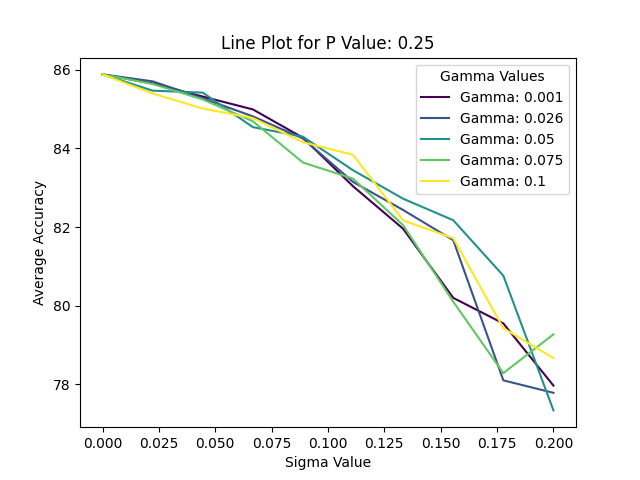 Line Plot for P Value: 0.25
Gamma Values
Gamma: 0.001
Gamma: 0.026
Gamma: 0.05
Gamma: 0.075
Gamma: 0.1
Average Accuracy
86
84
82
80
78
0.000 0.025 0.050 0.075 0.100 0.125 0.150 0.175 0.200
Sigma Value